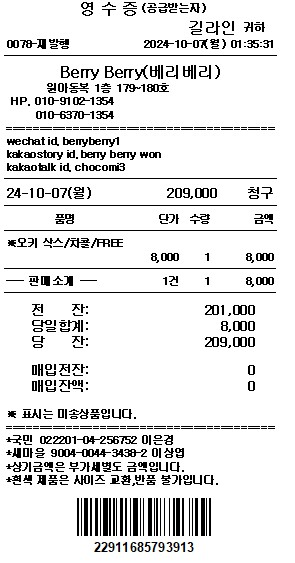 영 수 증 (공급받는자)
길라인 귀하
0078-재발행 2024-10-07(월) 01:35:31
Berry Berry(베리베리)
원아동복 1층 179~180호
HP. 010-9102-1354
010-6370-1354
wechat id, berryberry1
kakaostory id, berry berry won
kakaotalk id, chocomi3
24-10-07(월) 209,000 청구
품명 단가 수량 금액
※오키 삭스/차콜/FREE
8,000 1 8,000
── 판매소계 ── 1건 1 8,000
전 잔: 201,000
당일합계: 8,000
당 잔: 209,000
매입전잔: 0
매입잔액: 0
※ 표시는 미송상품입니다.
*국민 022201-04-256752 이은경
*새마을 9004-0044-3438-2 이상업
*상기금액은 부가세별도 금액입니다.
*흰색 제품은 사이즈 교환,반품 불가입니다.
22911685793913